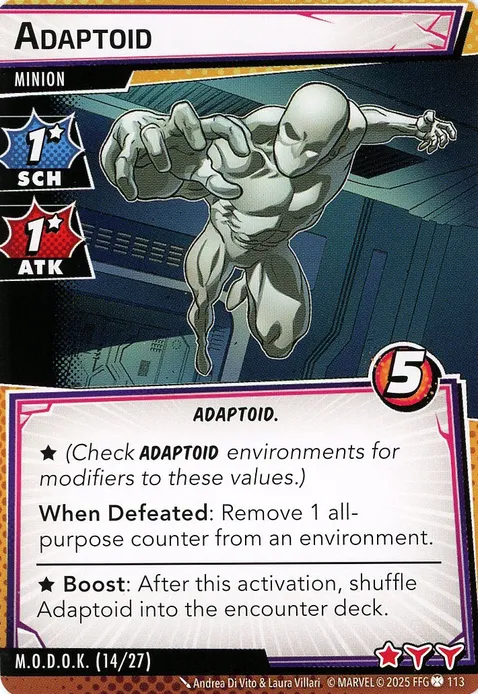 ADAPTOID
MINION
1★
SCH
1★
ATK
5
ADAPTOID.
★ (Check ADAPTOID environments for
modifiers to these values.)
When Defeated: Remove 1 all-
purpose counter from an environment.
★ Boost: After this activation, shuffle
Adaptoid into the encounter deck.
M.O.D.O.K. (14/27)
Andrea Di Vito & Laura Villari © MARVEL © 2025 FFG 113